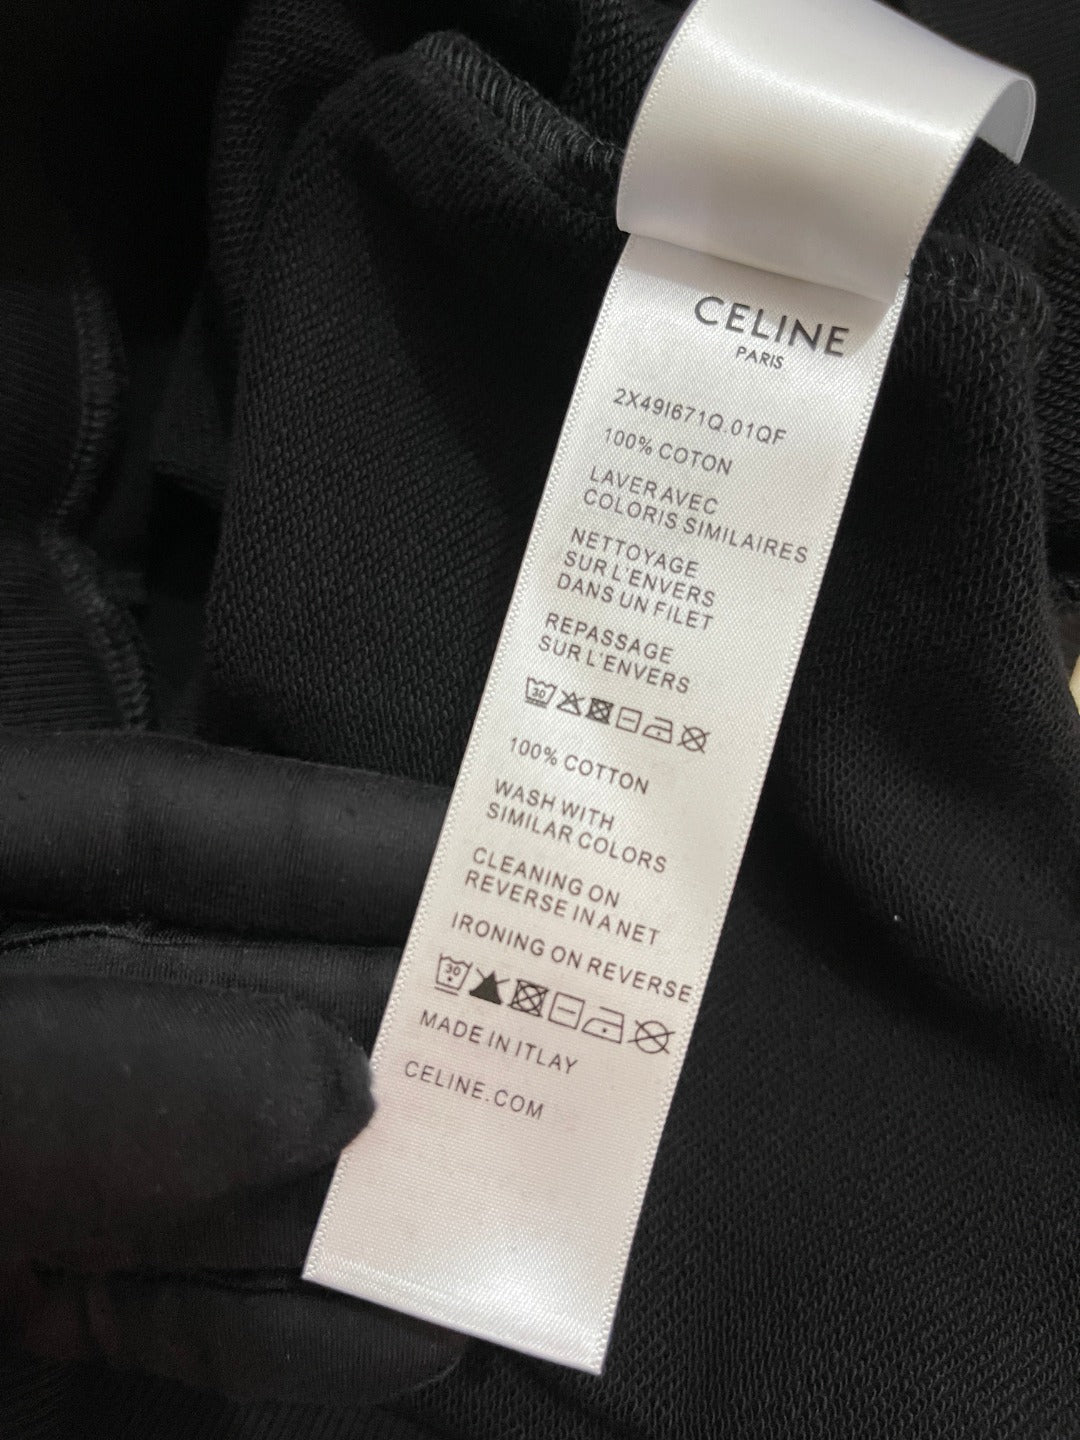 CELINE
PARIS
2X49I671Q.01QF
100% COTON
LAVER AVEC
COLORIS SIMILAIRES
NETTOYAGE
SUR L'ENVERS
DANS UN FILET
REPASSAGE
SUR L'ENVERS
30
100% COTTON
WASH WITH
SIMILAR COLORS
CLEANING ON
REVERSE IN A NET
IRONING ON REVERSE
30
MADE IN ITLAY
CELINE.COM